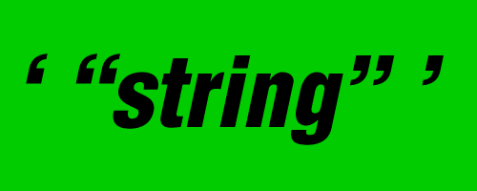 ‘ “string” ’